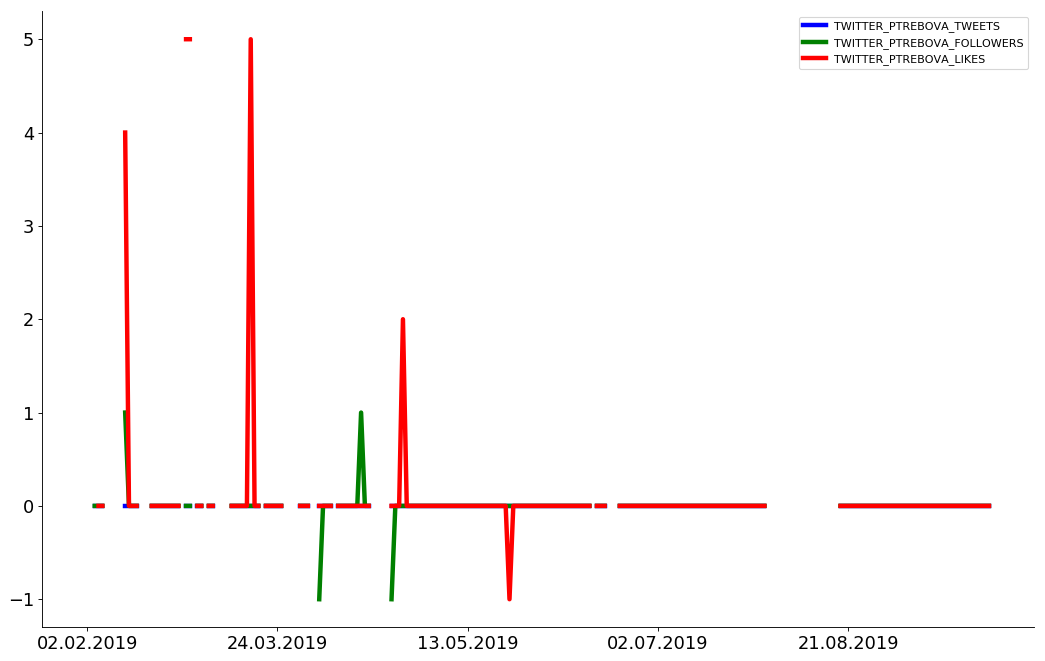 TWITTER_PTREBOVA_TWEETS
TWITTER_PTREBOVA_FOLLOWERS
TWITTER_PTREBOVA_LIKES
5
4
3
2
1
0
−1
02.02.2019 24.03.2019 13.05.2019 02.07.2019 21.08.2019